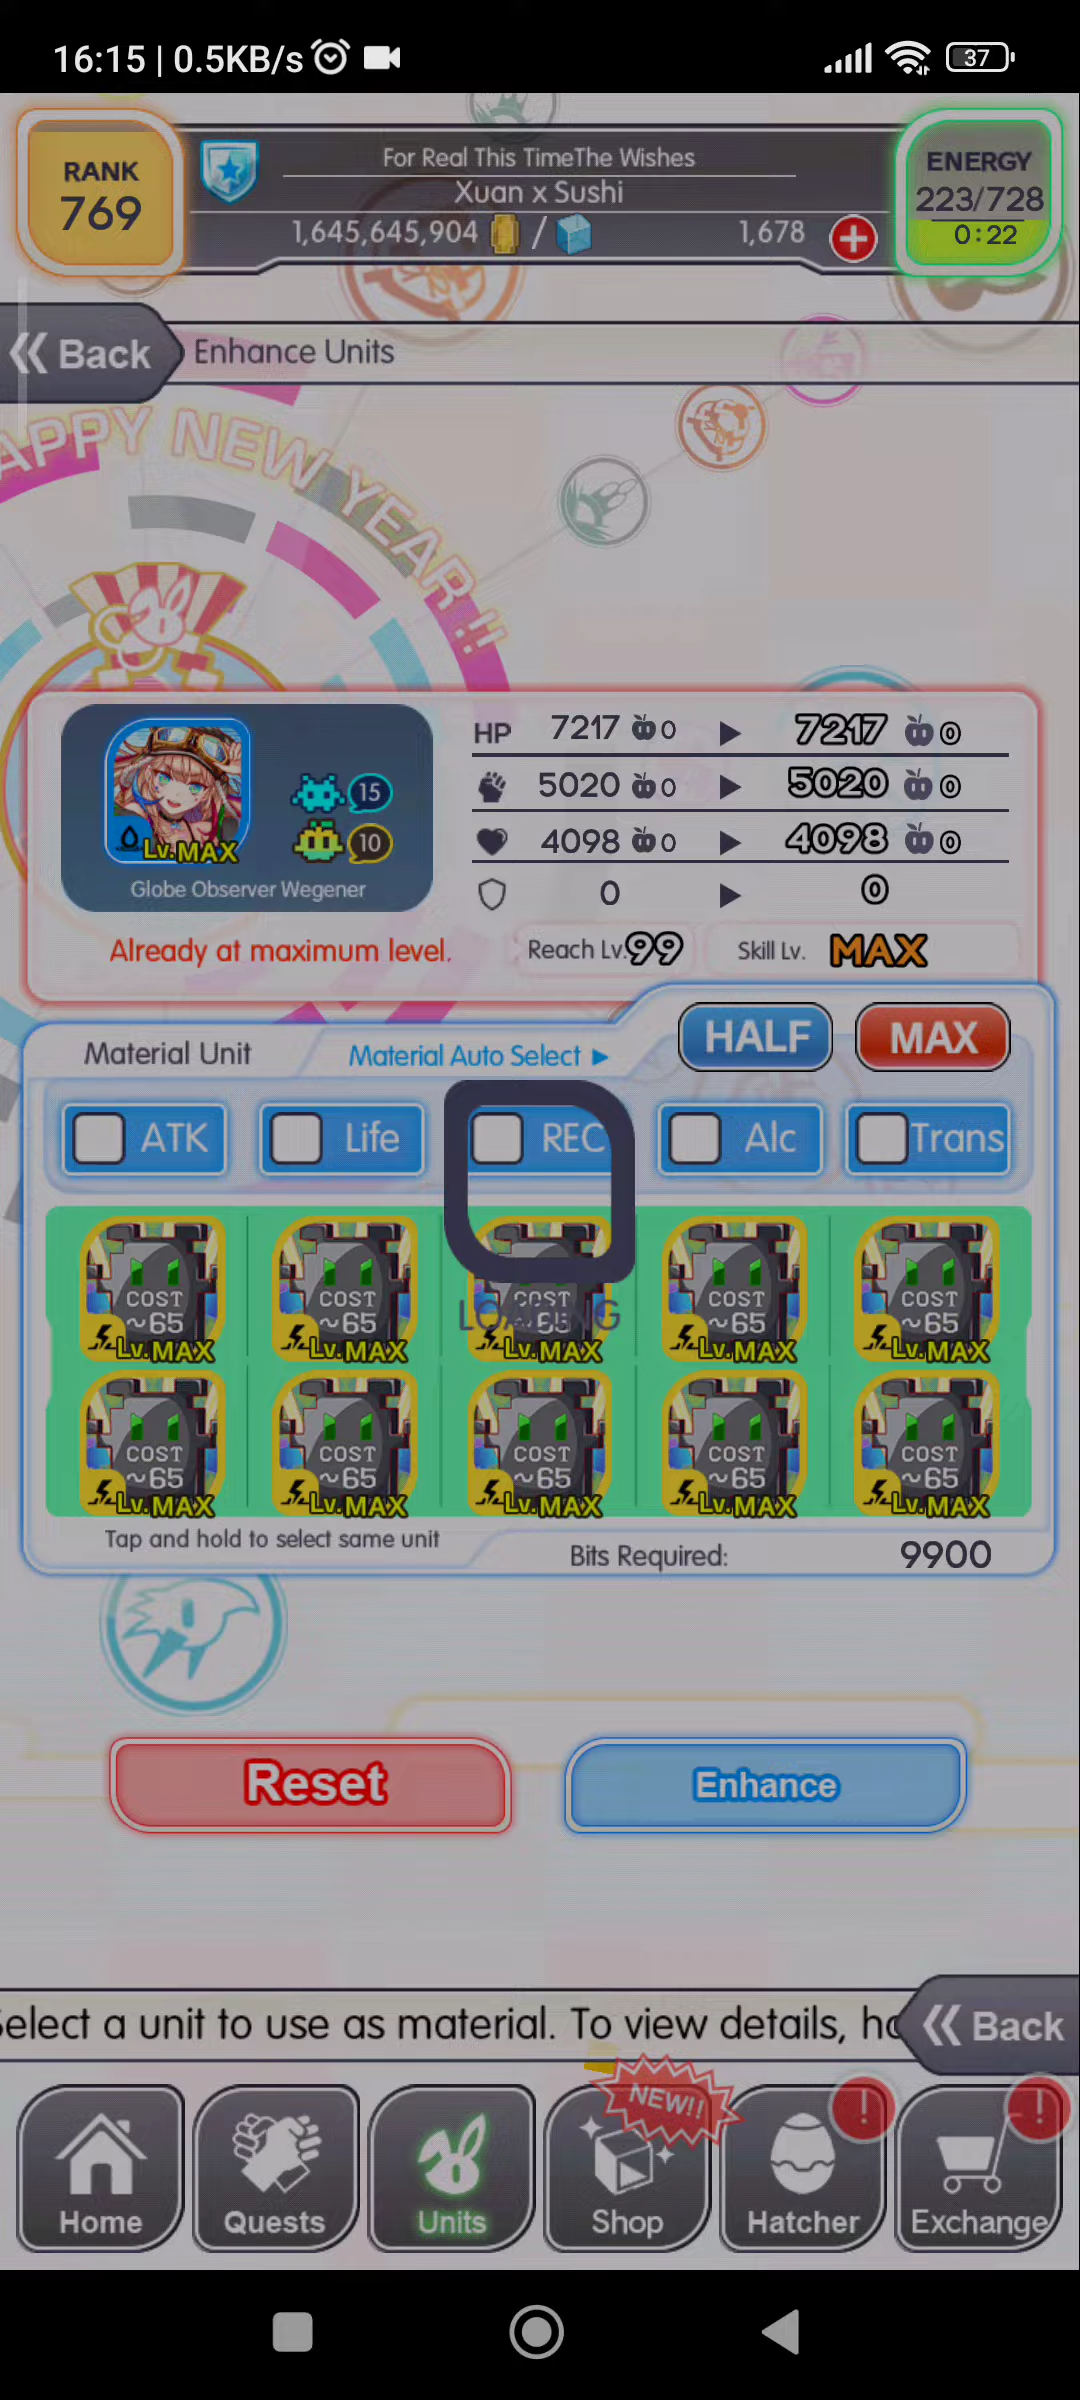 16:15 | 0.5KB/s
37
RANK
769
For Real This TimeThe Wishes
Xuan x Sushi
1,645,645,904 / 1,678
ENERGY
223/728
0:22
Back
Enhance Units
HAPPY NEW YEAR !!
Lv.MAX
15
10
Globe Observer Wegener
Already at maximum level.
HP 7217 0 ▶ 7217 0
5020 0 ▶ 5020 0
4098 0 ▶ 4098 0
0 ▶ 0
Reach Lv.99
Skill Lv. MAX
Material Unit
Material Auto Select ▶
HALF
MAX
ATK
Life
REC
Alc
Trans
COST COST COST COST COST
~65 ~65 ~65 ~65 ~65
Lv.MAX Lv.MAX Lv.MAX Lv.MAX Lv.MAX
LOADING
COST COST COST COST COST
~65 ~65 ~65 ~65 ~65
Lv.MAX Lv.MAX Lv.MAX Lv.MAX Lv.MAX
Tap and hold to select same unit
Bits Required: 9900
Reset
Enhance
Select a unit to use as material. To view details, ho
Back
NEW!!
!
!
Home
Quests
Units
Shop
Hatcher
Exchange